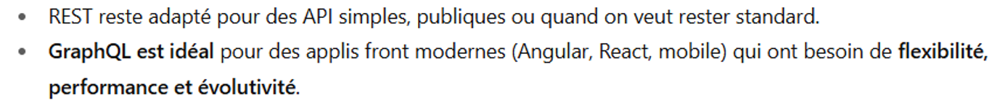 • REST reste adapté pour des API simples, publiques ou quand on veut rester standard.
• GraphQL est idéal pour des applis front modernes (Angular, React, mobile) qui ont besoin de flexibilité,
performance et évolutivité.